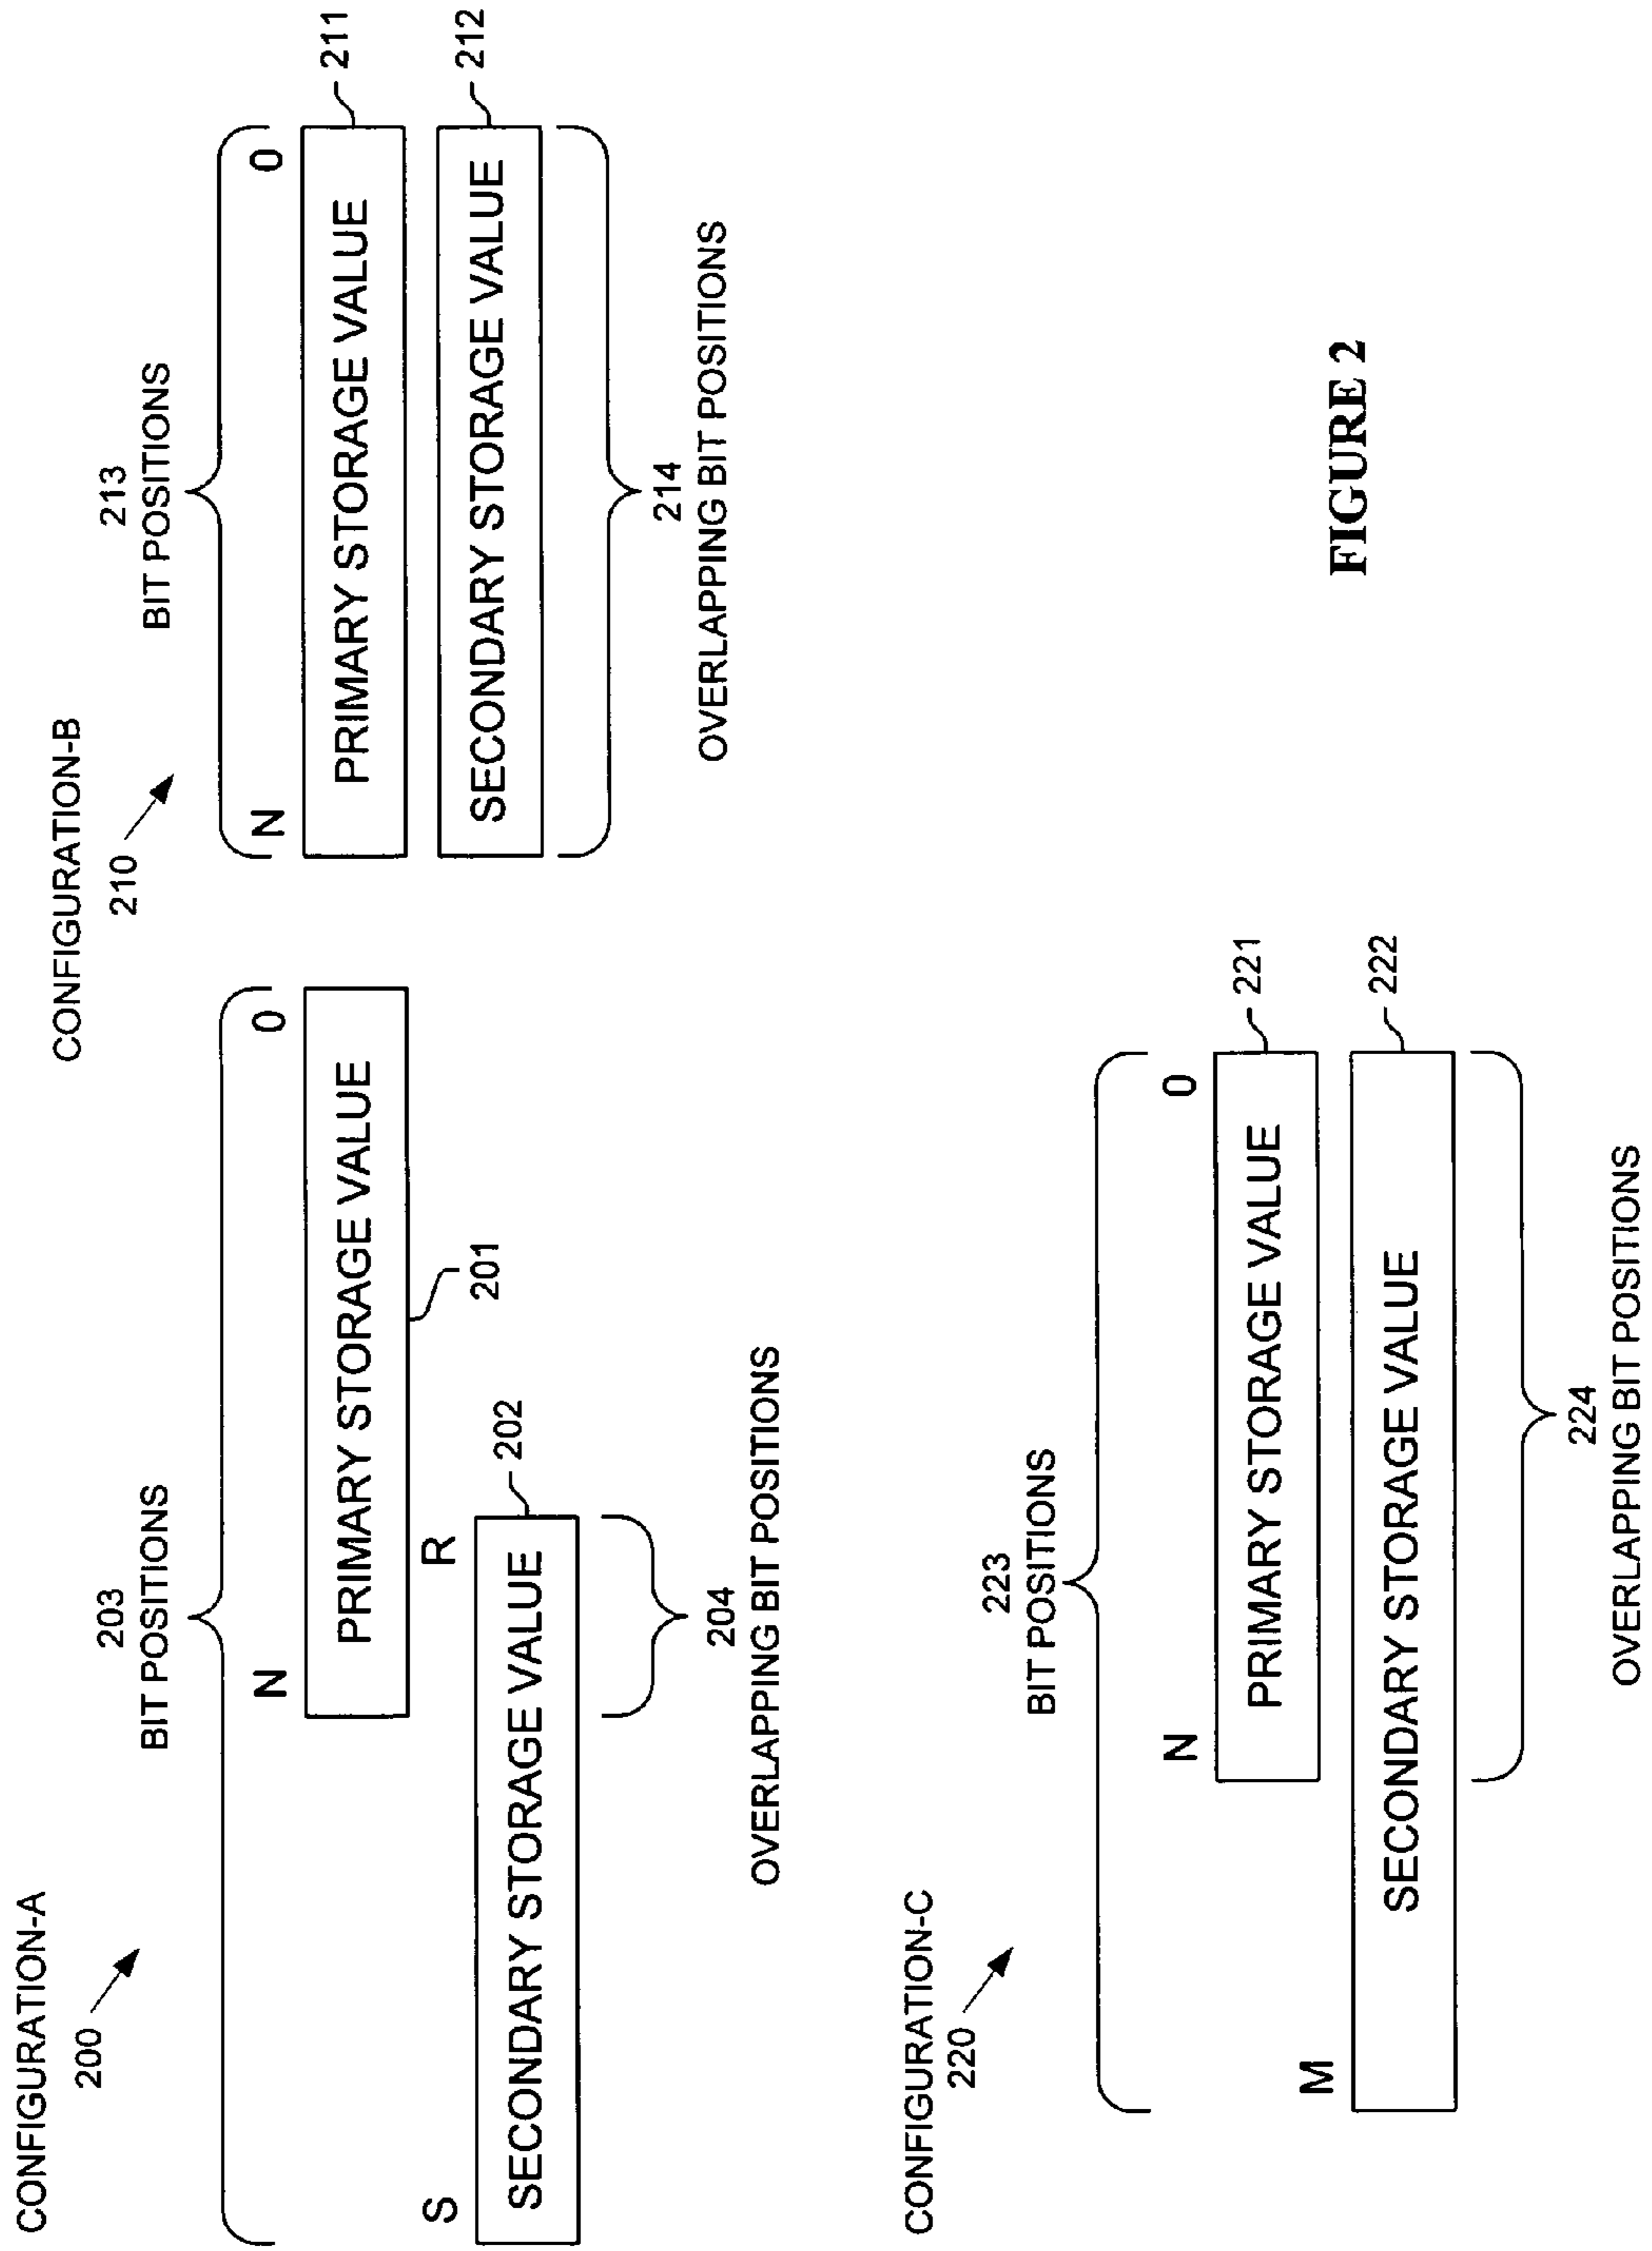 CONFIGURATION-A
200
203
BIT POSITIONS
N 0
PRIMARY STORAGE VALUE
201
S R
SECONDARY STORAGE VALUE
202
204
OVERLAPPING BIT POSITIONS
CONFIGURATION-B
210
213
BIT POSITIONS
N 0
PRIMARY STORAGE VALUE
211
SECONDARY STORAGE VALUE
212
214
OVERLAPPING BIT POSITIONS
CONFIGURATION-C
220
223
BIT POSITIONS
N 0
PRIMARY STORAGE VALUE
221
M
SECONDARY STORAGE VALUE
222
224
OVERLAPPING BIT POSITIONS
FIGURE 2